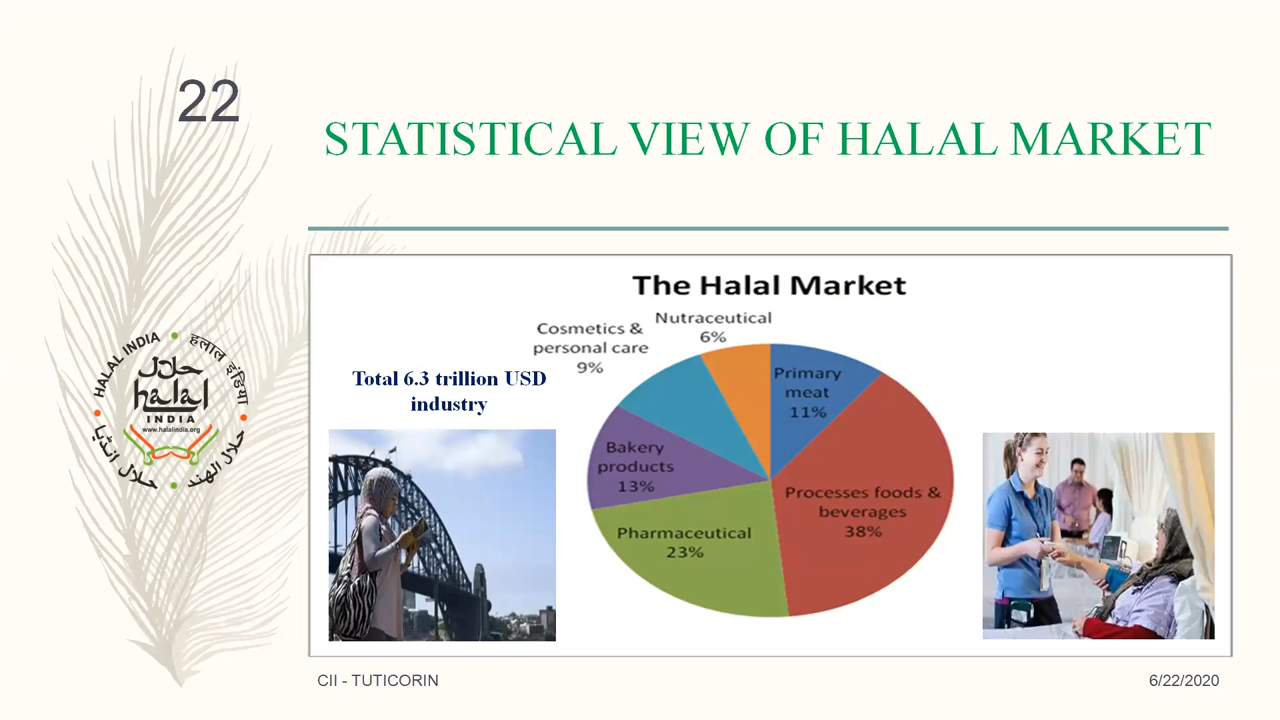 22
STATISTICAL VIEW OF HALAL MARKET
The Halal Market
Nutraceutical
6%
Cosmetics &
personal care
9%
Total 6.3 trillion USD
industry
Primary
meat
11%
Bakery
products
13%
Processes foods &
beverages
38%
Pharmaceutical
23%
HALAL INDIA
हलाल इंडिया
حلال
halal
INDIA
www.halalindia.org
حلال انڈیا
حلال الهند
CII - TUTICORIN
6/22/2020